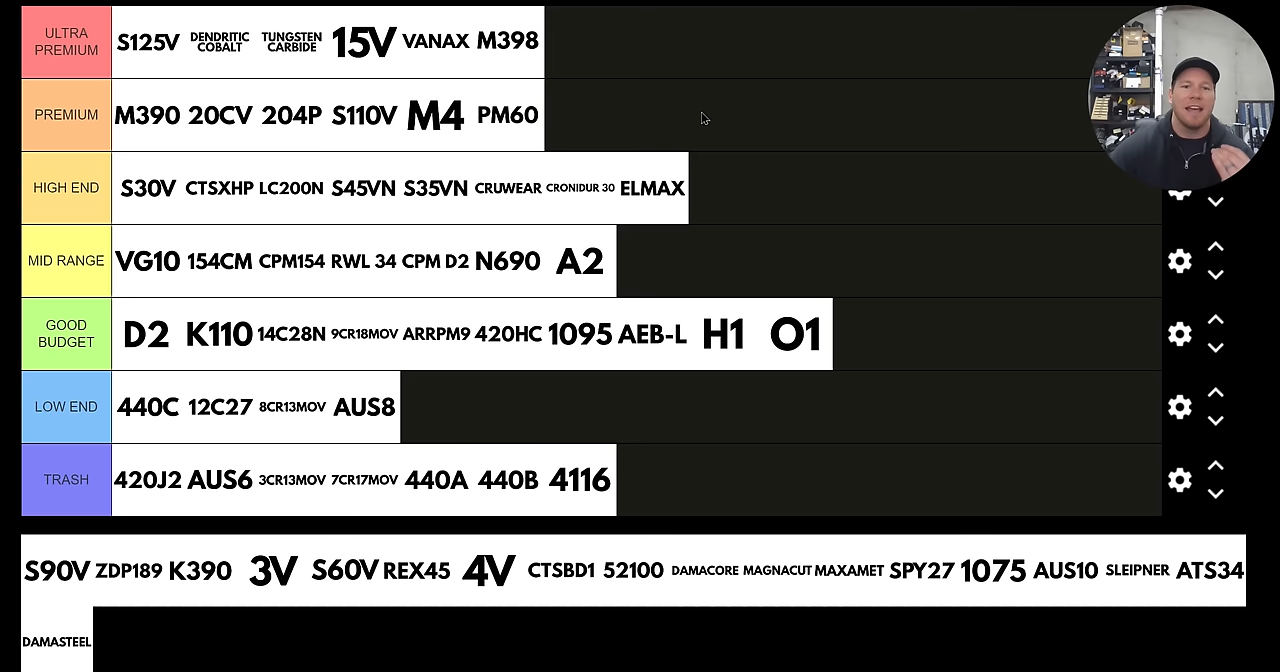 ULTRA PREMIUM S125V DENDRITIC COBALT TUNGSTEN CARBIDE 15V VANAX M398
PREMIUM M390 20CV 204P S110V M4 PM60
HIGH END S30V CTSXHP LC200N S45VN S35VN CRUWEAR CRONIDUR 30 ELMAX
MID RANGE VG10 154CM CPM154 RWL 34 CPM D2 N690 A2
GOOD BUDGET D2 K110 14C28N 9CR18MOV ARRPM9 420HC 1095 AEB-L H1 O1
LOW END 440C 12C27 8CR13MOV AUS8
TRASH 420J2 AUS6 3CR13MOV 7CR17MOV 440A 440B 4116
S90V ZDP189 K390 3V S60V REX45 4V CTSBD1 52100 DAMACORE MAGNACUT MAXAMET SPY27 1075 AUS10 SLEIPNER ATS34
DAMASTEEL